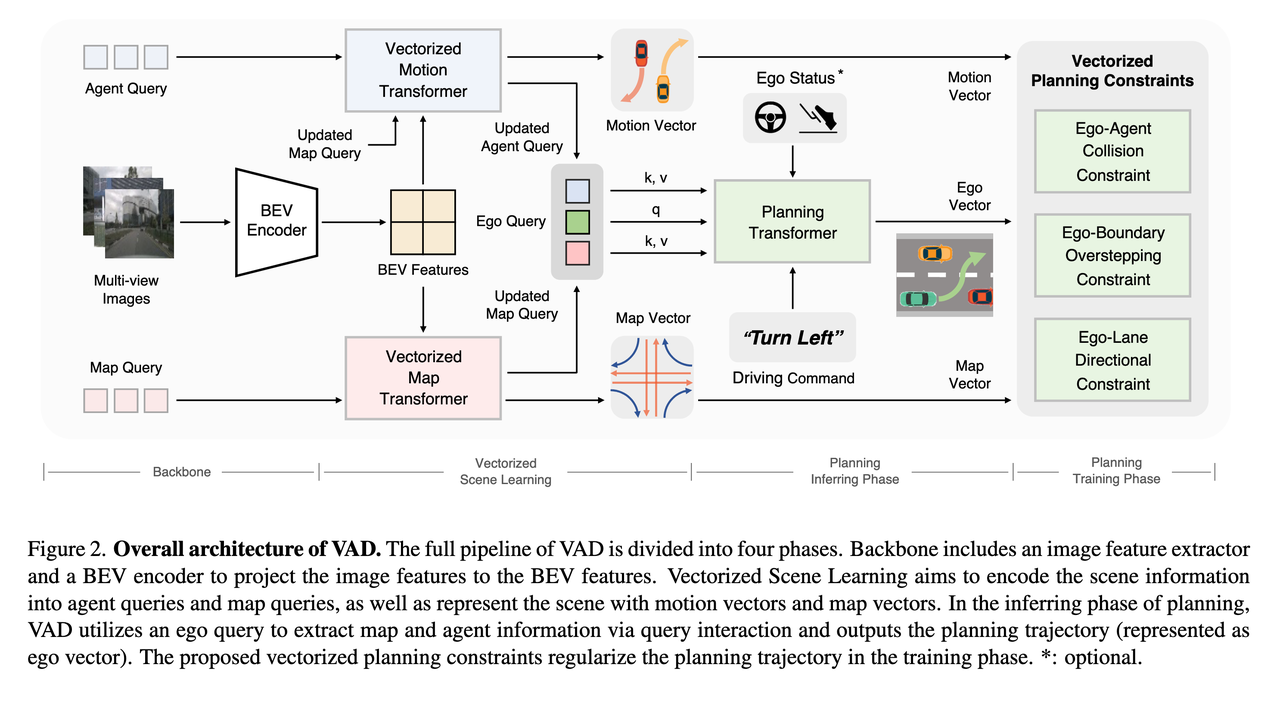 Agent Query
Vectorized
Motion
Transformer
Updated
Map Query
Updated
Agent Query
Motion Vector
Ego Status*
Motion
Vector
Vectorized
Planning Constraints
Ego-Agent
Collision
Constraint
Multi-view
Images
BEV
Encoder
BEV Features
Ego Query
k, v
q
k, v
Planning
Transformer
Ego
Vector
Ego-Boundary
Overstepping
Constraint
Map Query
Vectorized
Map
Transformer
Updated
Map Query
Map Vector
“Turn Left”
Driving Command
Map
Vector
Ego-Lane
Directional
Constraint
Backbone
Vectorized
Scene Learning
Planning
Inferring Phase
Planning
Training Phase
Figure 2. Overall architecture of VAD. The full pipeline of VAD is divided into four phases. Backbone includes an image feature extractor
and a BEV encoder to project the image features to the BEV features. Vectorized Scene Learning aims to encode the scene information
into agent queries and map queries, as well as represent the scene with motion vectors and map vectors. In the inferring phase of planning,
VAD utilizes an ego query to extract map and agent information via query interaction and outputs the planning trajectory (represented as
ego vector). The proposed vectorized planning constraints regularize the planning trajectory in the training phase. *: optional.